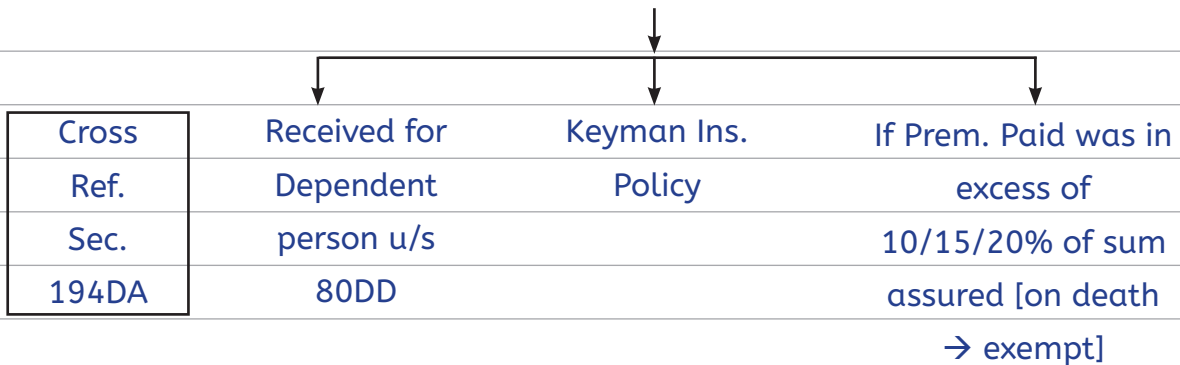 Cross
Ref.
Sec.
194DA
Received for
Dependent
person u/s
80DD
Keyman Ins.
Policy
If Prem. Paid was in
excess of
10/15/20% of sum
assured [on death
→ exempt]